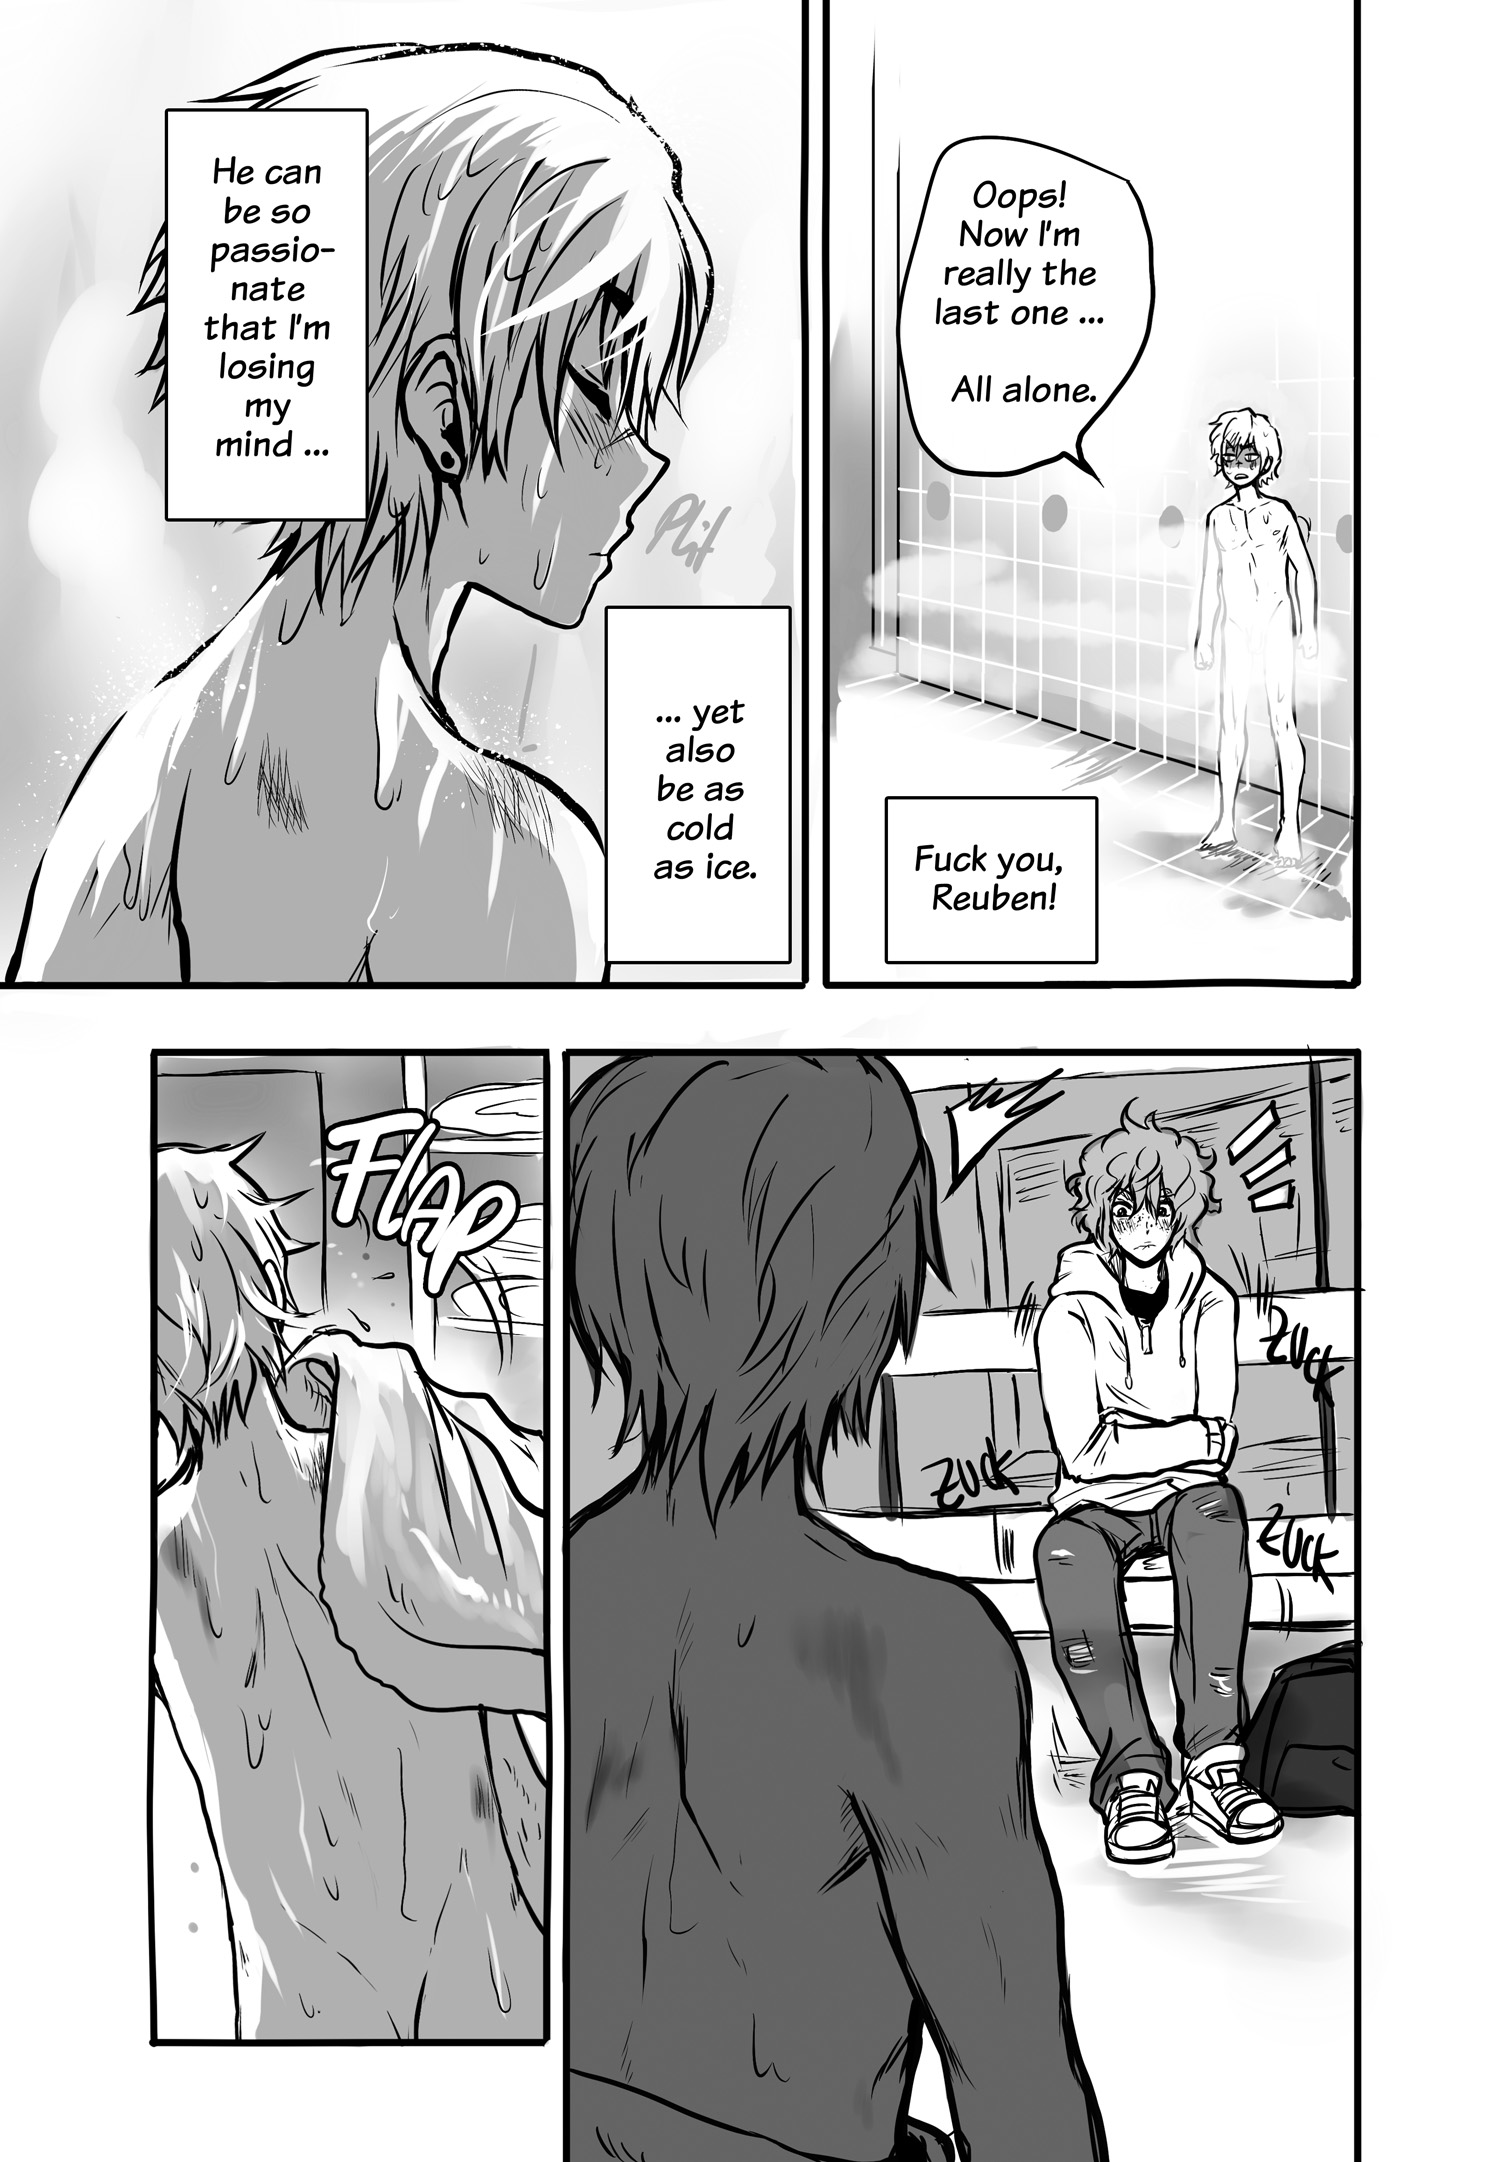 Oops!
Now I'm
really the
last one ...
All alone.
Fuck you,
Reuben!
He can
be so
passio-
nate
that I'm
losing
my
mind ...
... yet
also
be as
cold
as ice.
ZUCK
ZUCK
ZUCK
FLAP